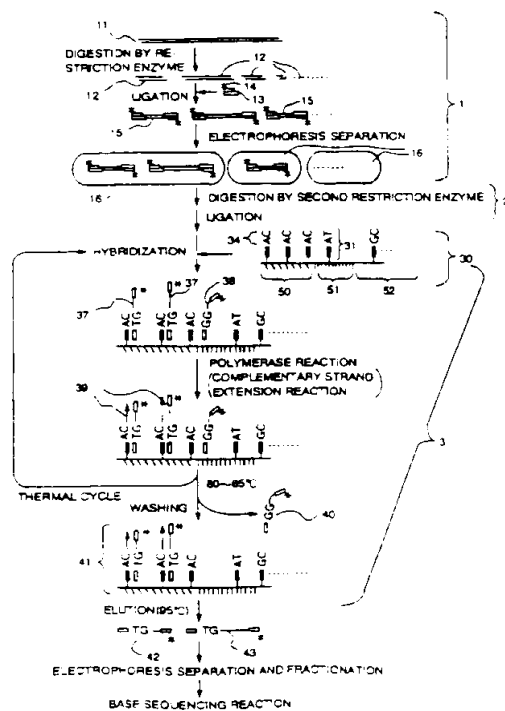 11
DIGESTION BY RE-
STRICTION ENZYME
12
12
14
LIGATION
13
15
15
1
ELECTROPHORESIS SEPARATION
16
16
DIGESTION BY SECOND RESTRICTION ENZYME
LIGATION
34 AC AC AC AT 31 GC
HYBRIDIZATION
30
50 51 52
37 * 37 * 38
AC TG AC TG AC GG AT GC
POLYMERASE REACTION
(COMPLEMENTARY STRAND
EXTENSION REACTION)
39 * *
AC TG AC TG AC GG AT GC
3
THERMAL CYCLE
80~85°C
WASHING
GG 40
41 * *
AC TG AC TG AC AT GC
ELUTION(95°C)
TG * TG *
42 43
ELECTROPHORESIS SEPARATION AND FRACTIONATION
BASE SEQUENCING REACTION